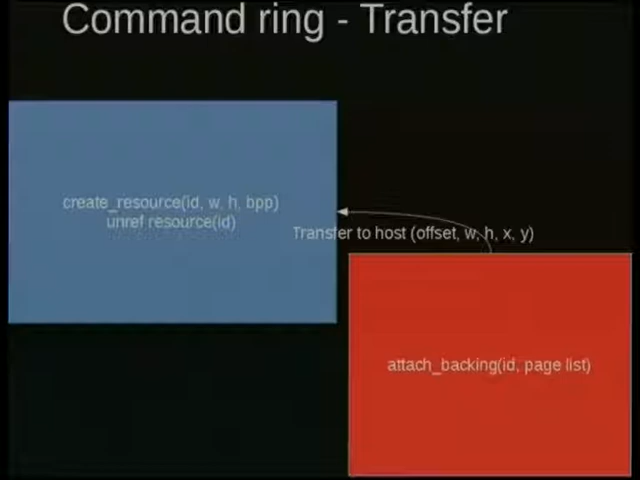 Command ring - Transfer
create_resource(id, w, h, bpp)
unref resource(id)
Transfer to host (offset, w, h, x, y)
attach_backing(id, page list)